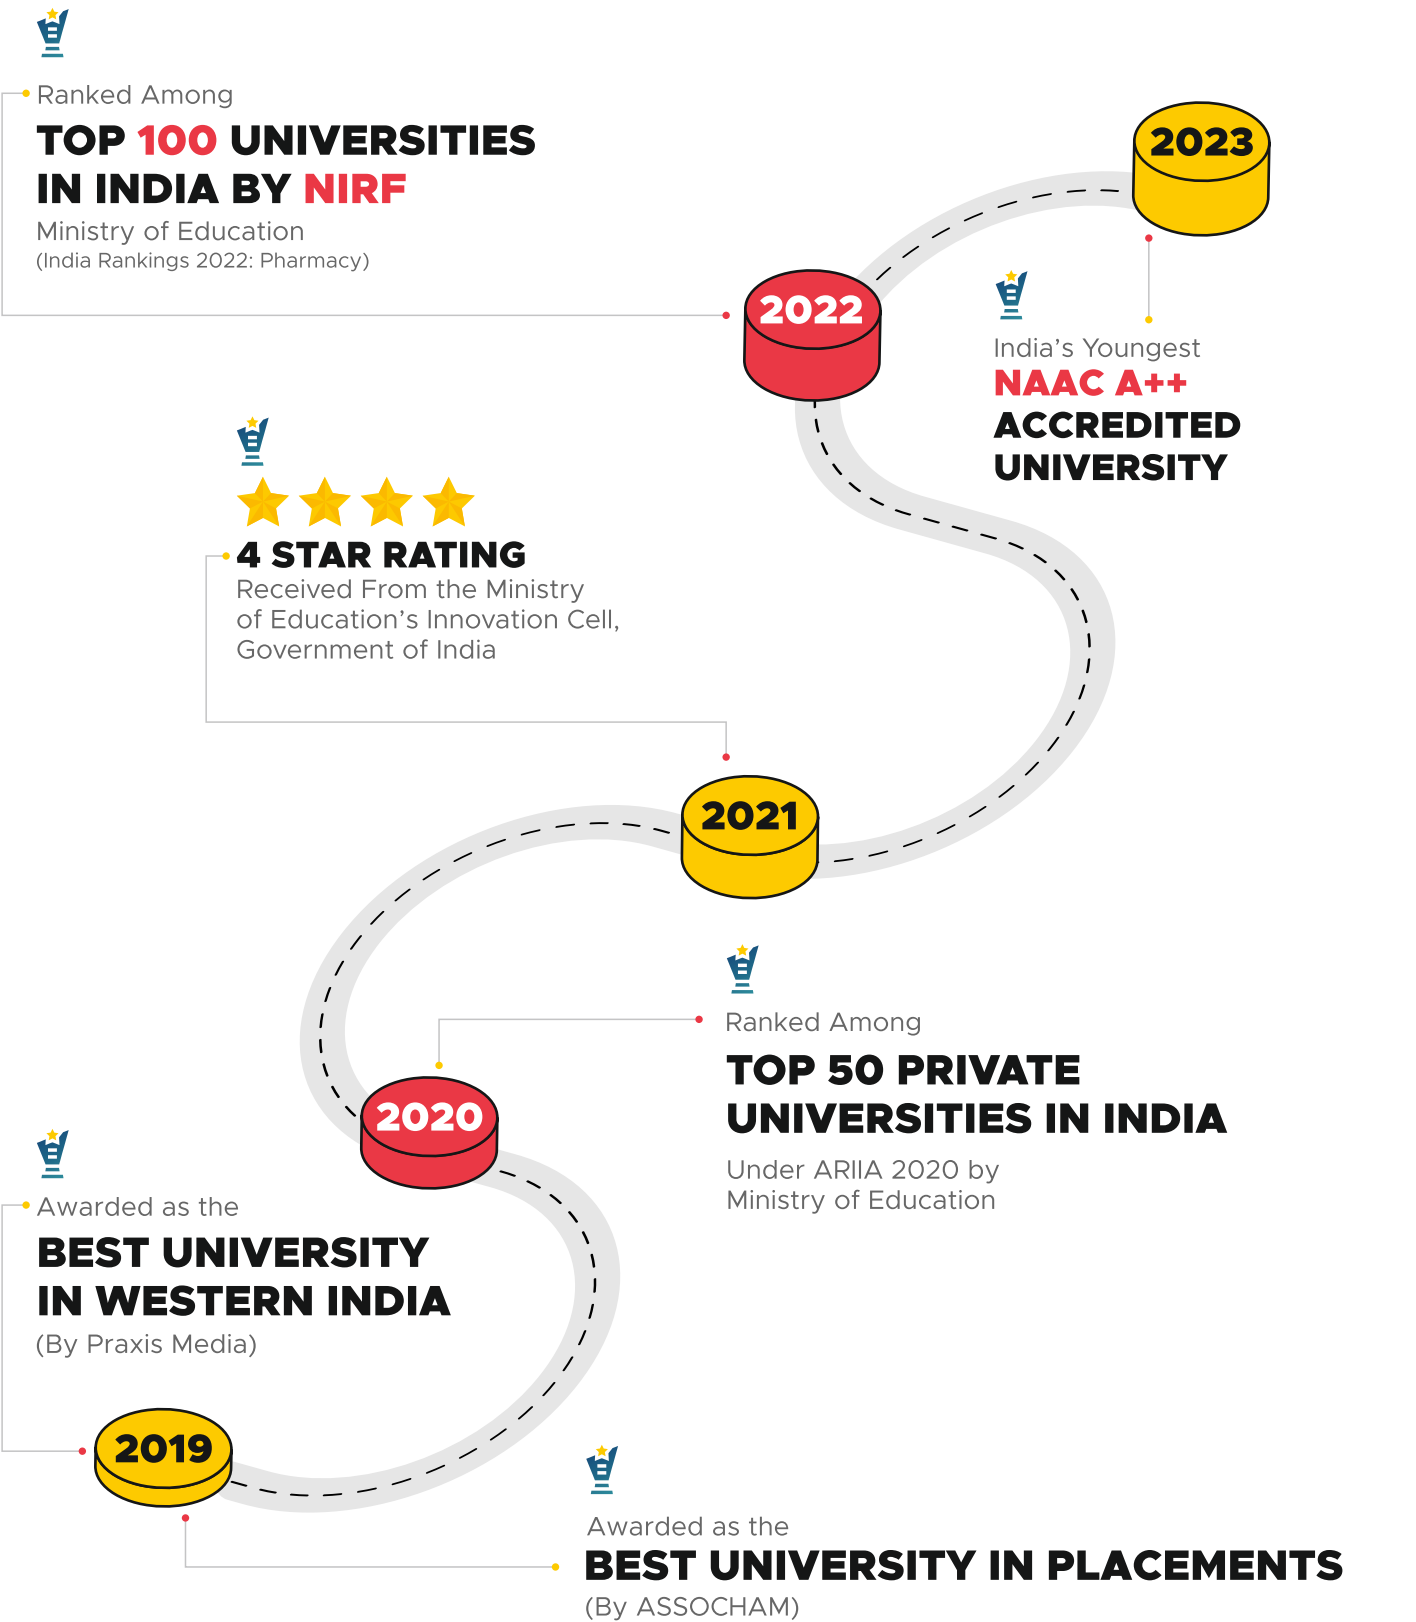 Ranked Among
TOP 100 UNIVERSITIES
IN INDIA BY NIRF
Ministry of Education
(India Rankings 2022: Pharmacy)
2023
2022
India's Youngest
NAAC A++
ACCREDITED
UNIVERSITY
4 STAR RATING
Received From the Ministry
of Education's Innovation Cell,
Government of India
2021
Ranked Among
TOP 50 PRIVATE
UNIVERSITIES IN INDIA
Under ARIIA 2020 by
Ministry of Education
2020
Awarded as the
BEST UNIVERSITY
IN WESTERN INDIA
(By Praxis Media)
2019
Awarded as the
BEST UNIVERSITY IN PLACEMENTS
(By ASSOCHAM)